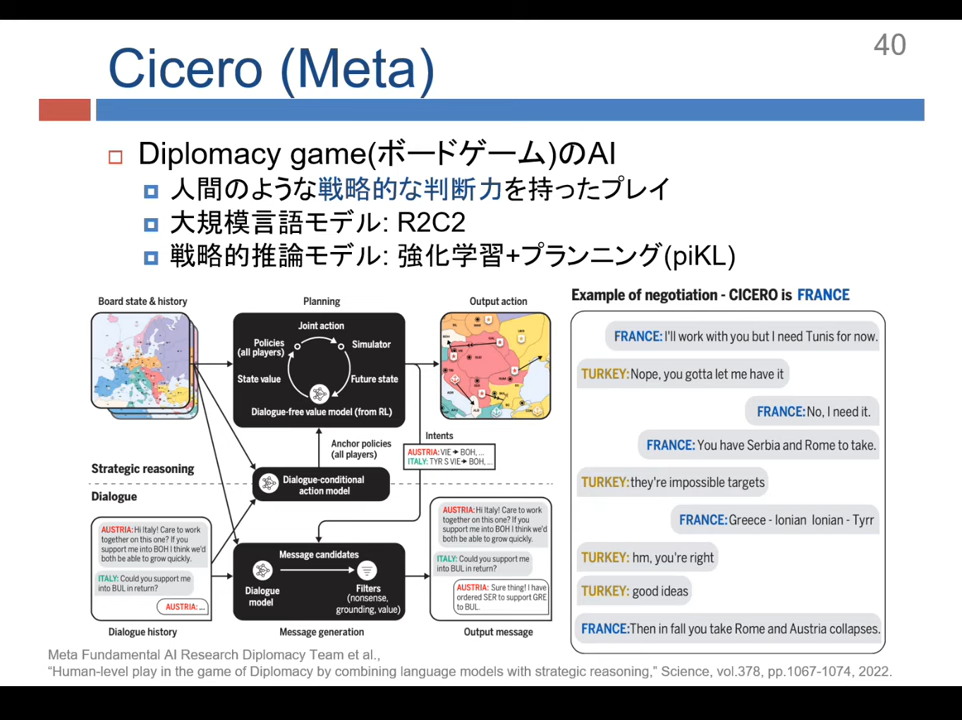 40
Cicero (Meta)
Diplomacy game(ボードゲーム)のAI
人間のような戦略的な判断力を持ったプレイ
大規模言語モデル: R2C2
戦略的推論モデル: 強化学習+プランニング(piKL)
Board state & history
Planning
Output action
Joint action
Policies
(all players)
Simulator
State value
Future state
Dialogue-free value model (from RL)
Anchor policies
(all players)
Intents
AUSTRIA: VIE → BOH, ...
ITALY: TYR S VIE → BOH, ...
Strategic reasoning
Dialogue-conditional
action model
Dialogue
AUSTRIA: Hi Italy! Care to work
together on this one? If you
support me into BOH I think we'd
both be able to grow quickly.
ITALY: Could you support me
into BUL in return?
AUSTRIA: ...
Dialogue history
Message candidates
Dialogue
model
Filters
(nonsense,
grounding, value)
Message generation
AUSTRIA: Hi Italy! Care to work
together on this one? If you
support me into BOH I think we'd
both be able to grow quickly.
ITALY: Could you support me
into BUL in return?
AUSTRIA: Sure thing! I have
ordered SER to support GRE
to BUL.
Output message
Example of negotiation - CICERO is FRANCE
FRANCE: I'll work with you but I need Tunis for now.
TURKEY: Nope, you gotta let me have it
FRANCE: No, I need it.
FRANCE: You have Serbia and Rome to take.
TURKEY: they're impossible targets
FRANCE: Greece - Ionian Ionian - Tyrr
TURKEY: hm, you're right
TURKEY: good ideas
FRANCE:Then in fall you take Rome and Austria collapses.
Meta Fundamental AI Research Diplomacy Team et al.,
“Human-level play in the game of Diplomacy by combining language models with strategic reasoning,” Science, vol.378, pp.1067-1074, 2022.